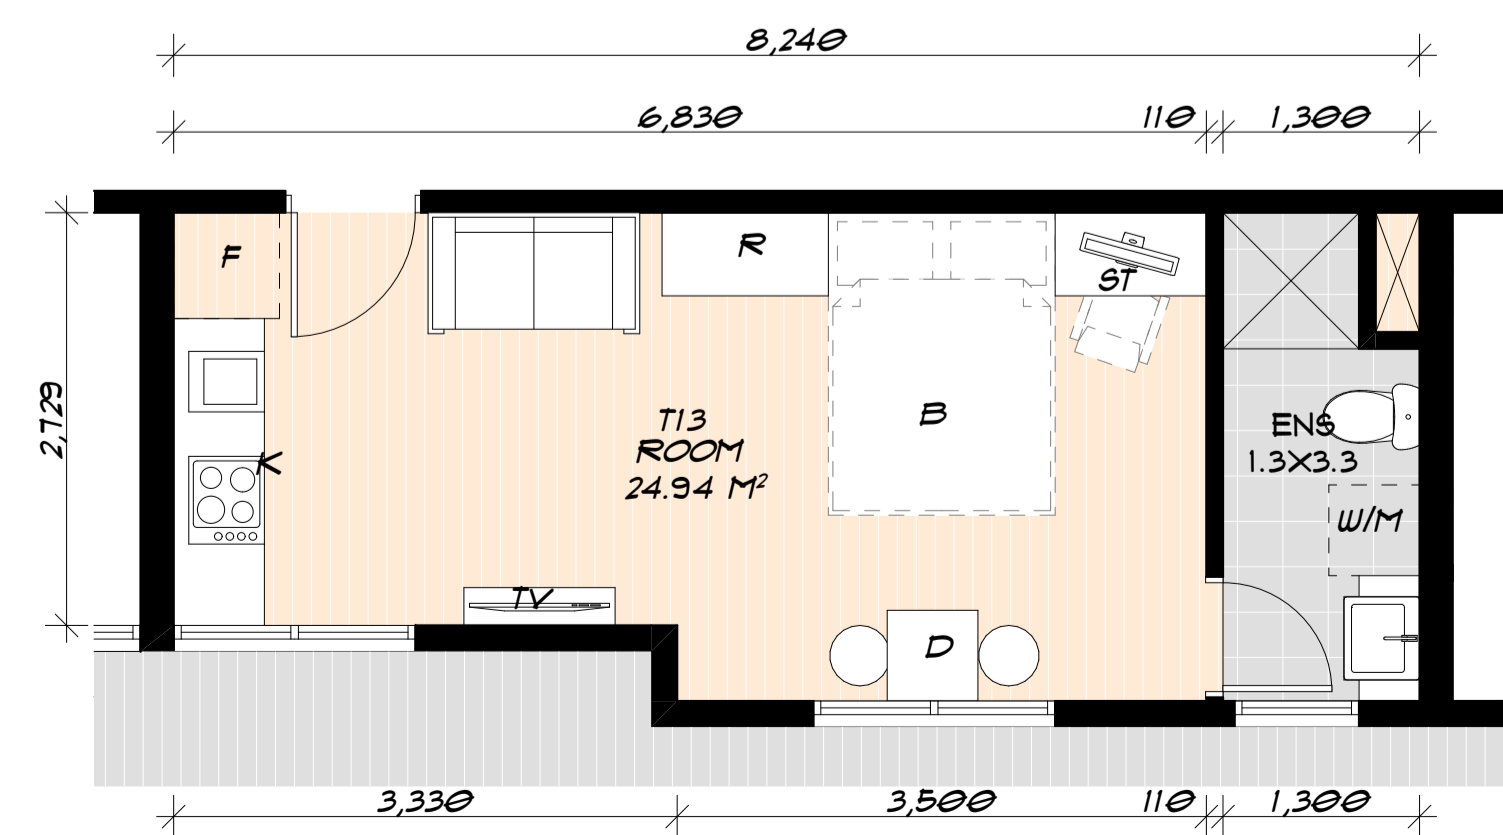 8,240
6,830
110
1,300
F
R
ST
2,729
T13
ROOM
24.94 M²
B
ENS
1.3X3.3
K
W/M
TV
D
3,330
3,500
110
1,300